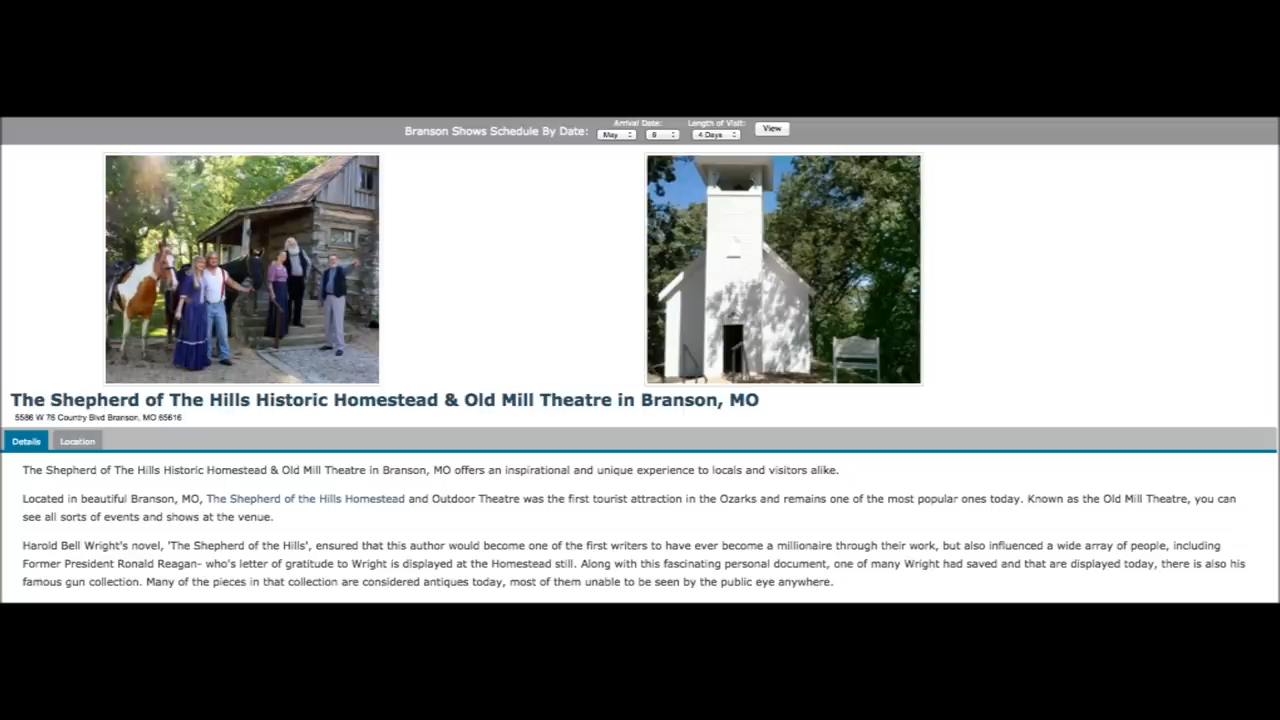 Branson Shows Schedule By Date:
Arrival Date:
Length of Visit:
May
8
4 Days
View
The Shepherd of The Hills Historic Homestead & Old Mill Theatre in Branson, MO
5586 W 76 Country Blvd Branson, MO 65616
Details
Location
The Shepherd of The Hills Historic Homestead & Old Mill Theatre in Branson, MO offers an inspirational and unique experience to locals and visitors alike.
Located in beautiful Branson, MO, The Shepherd of the Hills Homestead and Outdoor Theatre was the first tourist attraction in the Ozarks and remains one of the most popular ones today. Known as the Old Mill Theatre, you can
see all sorts of events and shows at the venue.
Harold Bell Wright's novel, 'The Shepherd of the Hills', ensured that this author would become one of the first writers to have ever become a millionaire through their work, but also influenced a wide array of people, including
Former President Ronald Reagan- who's letter of gratitude to Wright is displayed at the Homestead still. Along with this fascinating personal document, one of many Wright had saved and that are displayed today, there is also his
famous gun collection. Many of the pieces in that collection are considered antiques today, most of them unable to be seen by the public eye anywhere.